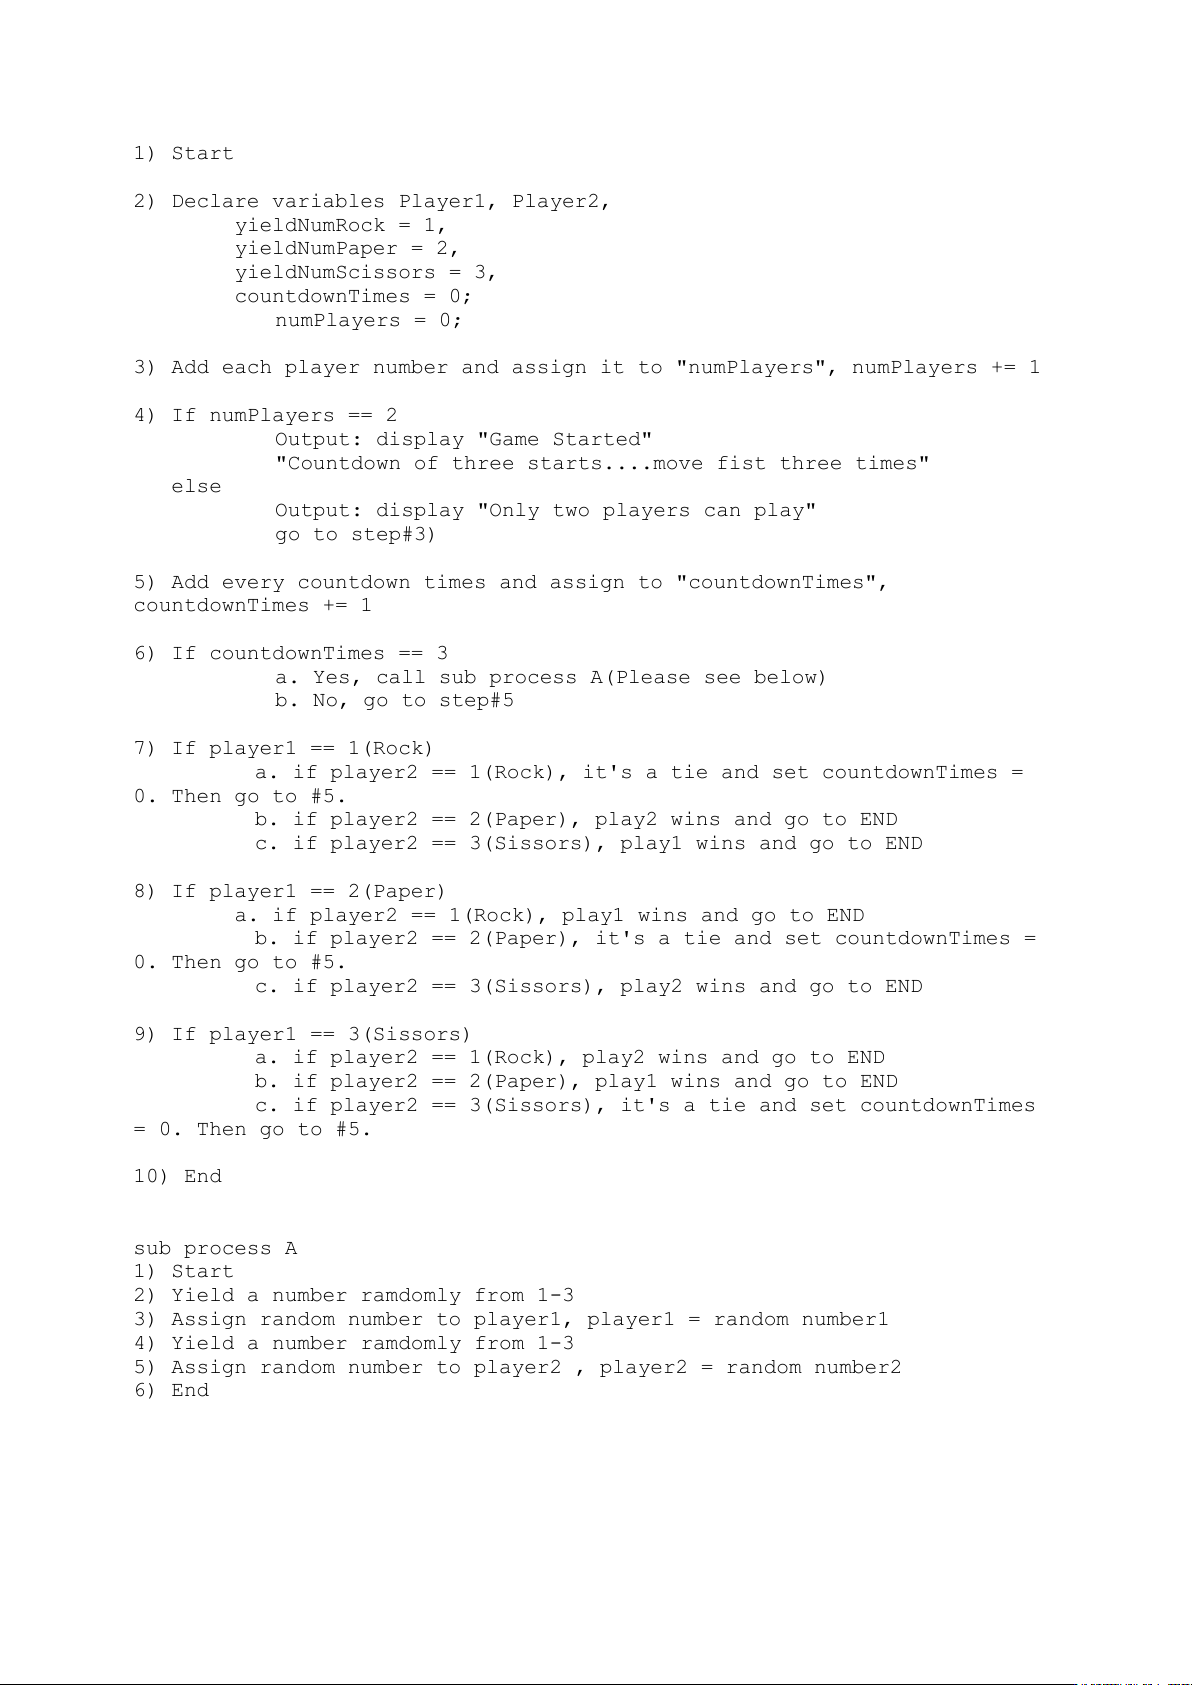 1) Start
2) Declare variables Player1, Player2,
yieldNumRock = 1,
yieldNumPaper = 2,
yieldNumScissors = 3,
countdownTimes = 0;
numPlayers = 0;
3) Add each player number and assign it to "numPlayers", numPlayers += 1
4) If numPlayers == 2
Output: display "Game Started"
"Countdown of three starts....move fist three times"
else
Output: display "Only two players can play"
go to step#3)
5) Add every countdown times and assign to "countdownTimes",
countdownTimes += 1
6) If countdownTimes == 3
a. Yes, call sub process A(Please see below)
b. No, go to step#5
7) If player1 == 1(Rock)
a. if player2 == 1(Rock), it's a tie and set countdownTimes =
0. Then go to #5.
b. if player2 == 2(Paper), play2 wins and go to END
c. if player2 == 3(Sissors), play1 wins and go to END
8) If player1 == 2(Paper)
a. if player2 == 1(Rock), play1 wins and go to END
b. if player2 == 2(Paper), it's a tie and set countdownTimes =
0. Then go to #5.
c. if player2 == 3(Sissors), play2 wins and go to END
9) If player1 == 3(Sissors)
a. if player2 == 1(Rock), play2 wins and go to END
b. if player2 == 2(Paper), play1 wins and go to END
c. if player2 == 3(Sissors), it's a tie and set countdownTimes
= 0. Then go to #5.
10) End
sub process A
1) Start
2) Yield a number ramdomly from 1-3
3) Assign random number to player1, player1 = random number1
4) Yield a number ramdomly from 1-3
5) Assign random number to player2 , player2 = random number2
6) End